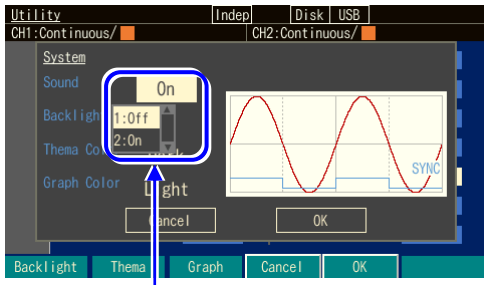 Utility Indep Disk USB
CH1:Continuous/ CH2:Continuous/
System
Sound On
Backligh
1:Off
2:On
Thema Co
SYNC
Graph Color ght
Cancel OK
Backlight Thema Graph Cancel OK